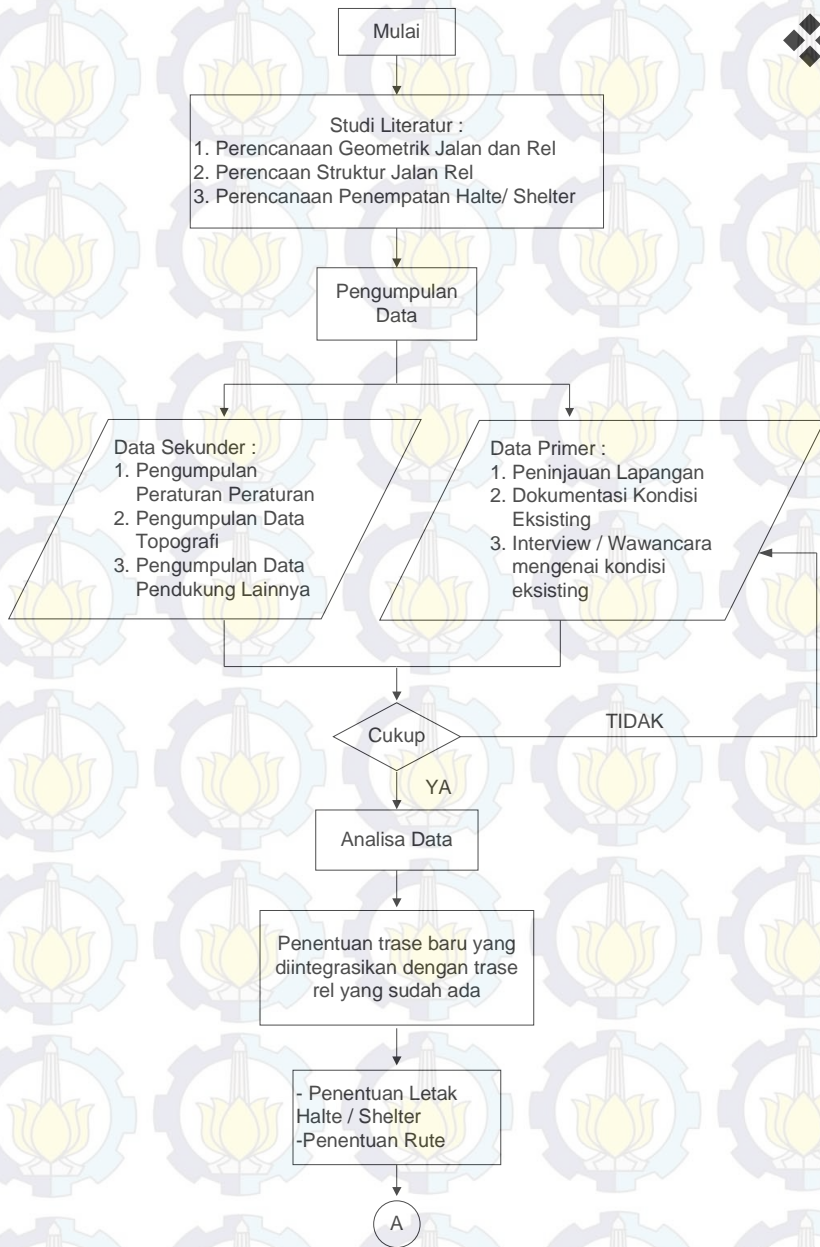 Mulai
Studi Literatur :
1. Perencanaan Geometrik Jalan dan Rel
2. Perencaan Struktur Jalan Rel
3. Perencanaan Penempatan Halte/ Shelter
Pengumpulan
Data
Data Sekunder :
1. Pengumpulan
Peraturan Peraturan
2. Pengumpulan Data
Topografi
3. Pengumpulan Data
Pendukung Lainnya
Data Primer :
1. Peninjauan Lapangan
2. Dokumentasi Kondisi
Eksisting
3. Interview / Wawancara
mengenai kondisi
eksisting
Cukup
TIDAK
YA
Analisa Data
Penentuan trase baru yang
diintegrasikan dengan trase
rel yang sudah ada
- Penentuan Letak
Halte / Shelter
-Penentuan Rute
A